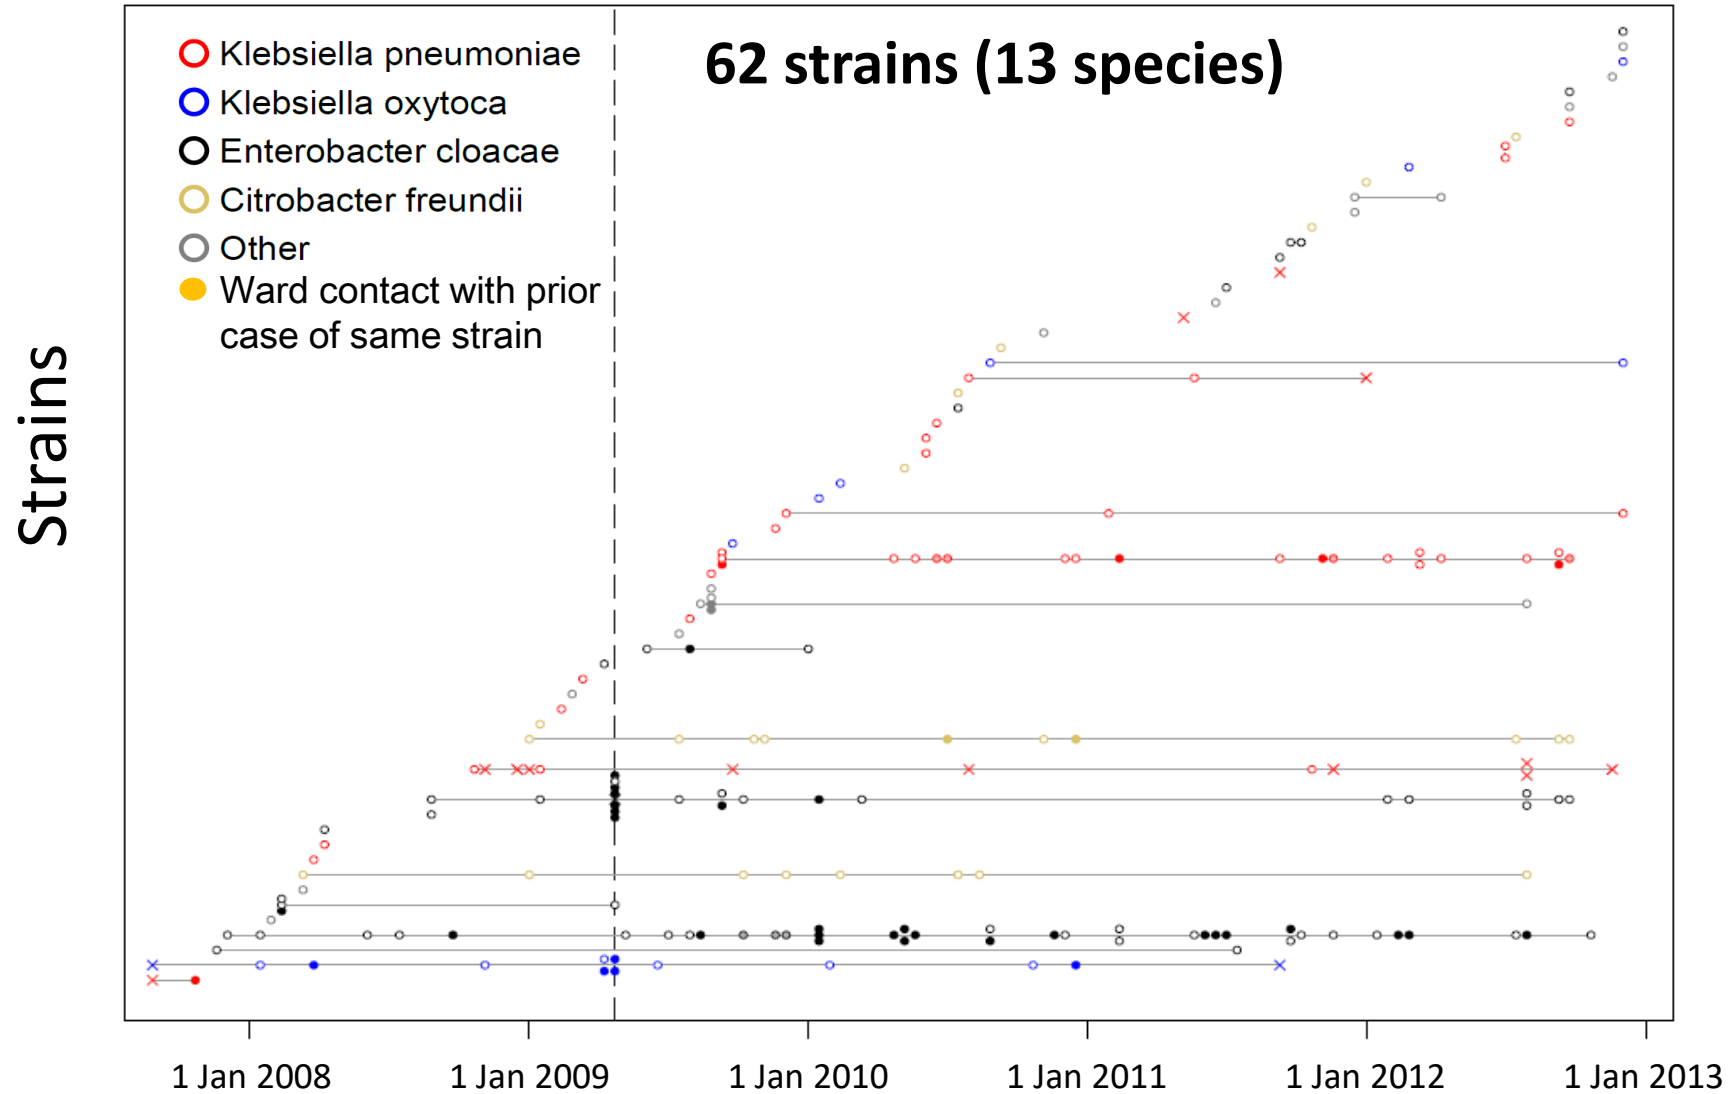 62 strains (13 species)
Klebsiella pneumoniae
Klebsiella oxytoca
Enterobacter cloacae
Citrobacter freundii
Other
Ward contact with prior
case of same strain
Strains
1 Jan 2008
1 Jan 2009
1 Jan 2010
1 Jan 2011
1 Jan 2012
1 Jan 2013